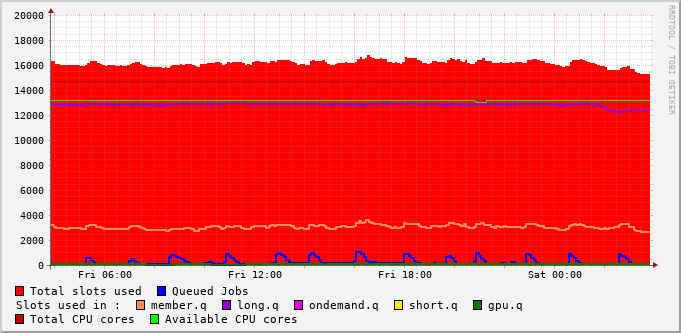 20000
18000
16000
14000
12000
10000
8000
6000
4000
2000
0
Fri 06:00 Fri 12:00 Fri 18:00 Sat 00:00
Total slots used Queued Jobs
Slots used in : member.q long.q ondemand.q short.q gpu.q
Total CPU cores Available CPU cores
RRDTOOL / TOBI OETIKER